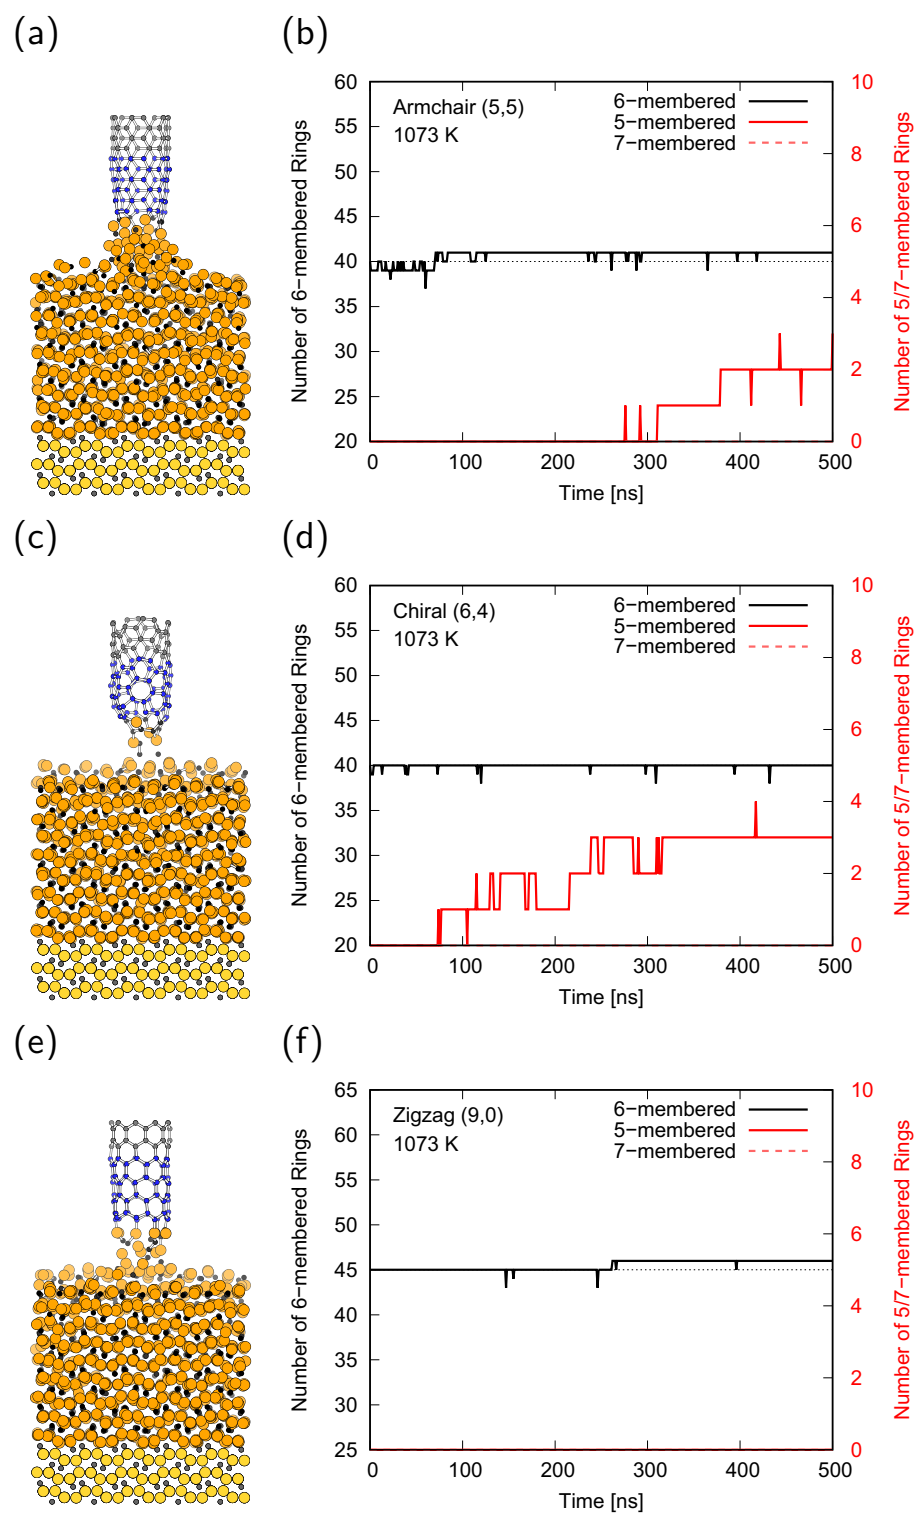 (a)
(b)
Number of 6−membered Rings
60
55
50
45
40
35
30
25
20
Armchair (5,5)
1073 K
6−membered
5−membered
7−membered
10
8
6
4
2
0
Number of 5/7−membered Rings
0 100 200 300 400 500
Time [ns]
(c)
(d)
Number of 6−membered Rings
60
55
50
45
40
35
30
25
20
Chiral (6,4)
1073 K
6−membered
5−membered
7−membered
10
8
6
4
2
0
Number of 5/7−membered Rings
0 100 200 300 400 500
Time [ns]
(e)
(f)
Number of 6−membered Rings
65
60
55
50
45
40
35
30
25
Zigzag (9,0)
1073 K
6−membered
5−membered
7−membered
10
8
6
4
2
0
Number of 5/7−membered Rings
0 100 200 300 400 500
Time [ns]